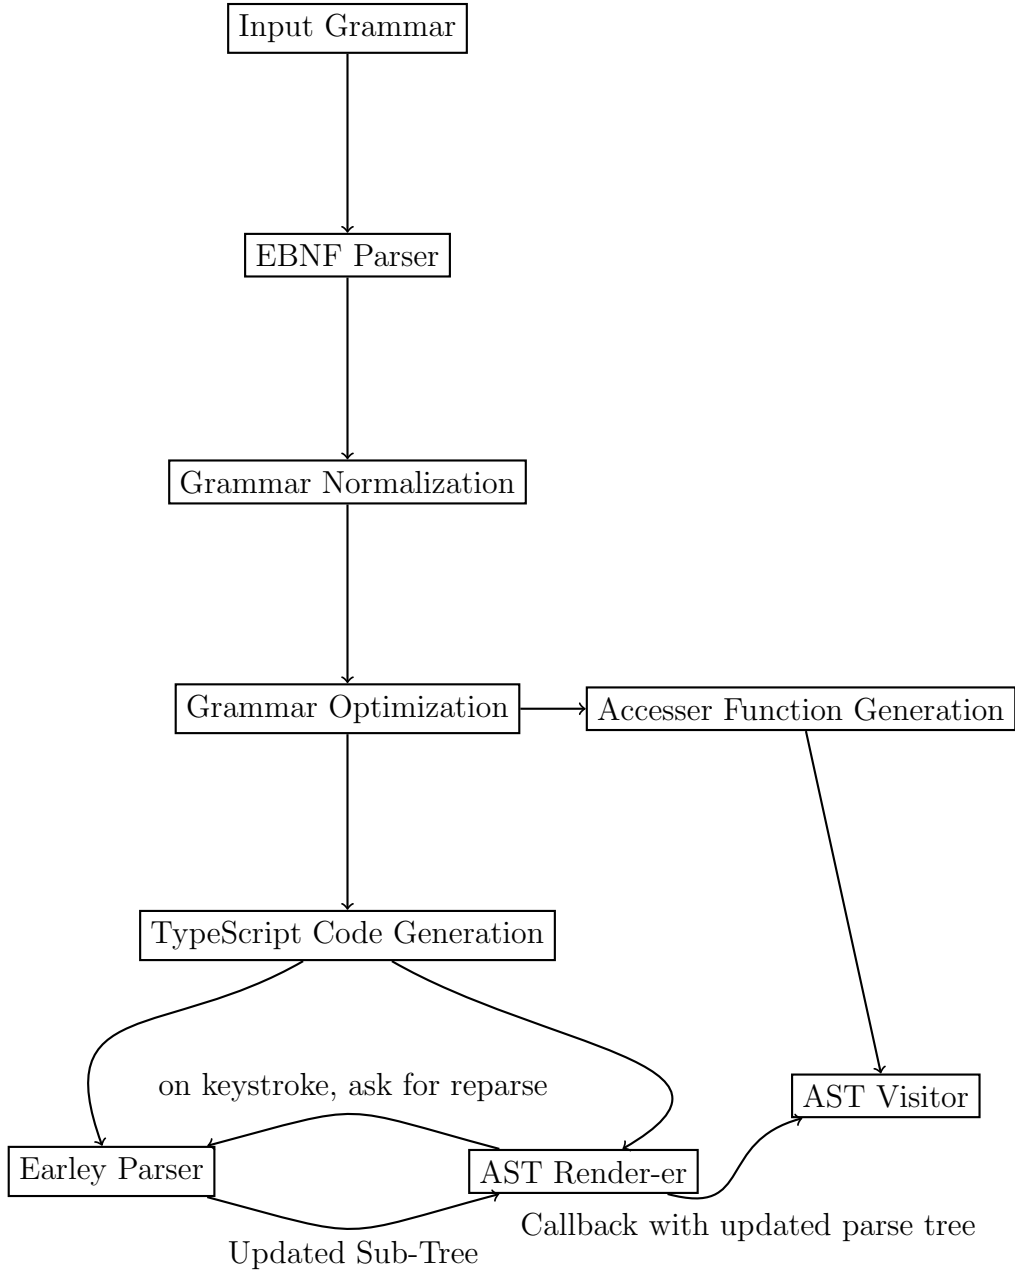 Input Grammar
EBNF Parser
Grammar Normalization
Grammar Optimization
Accesser Function Generation
TypeScript Code Generation
on keystroke, ask for reparse
AST Visitor
Earley Parser
AST Render-er
Callback with updated parse tree
Updated Sub-Tree